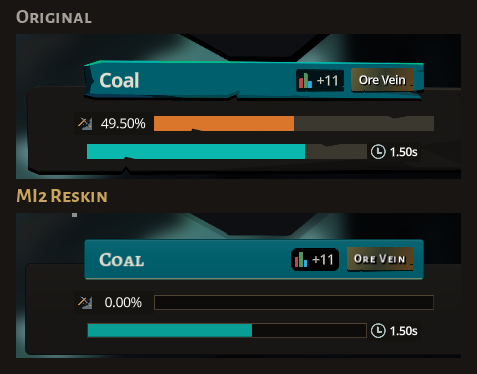 Original
Coal +11 Ore Vein
49.50%
1.50s
MI2 Reskin
Coal +11 Ore Vein
0.00%
1.50s